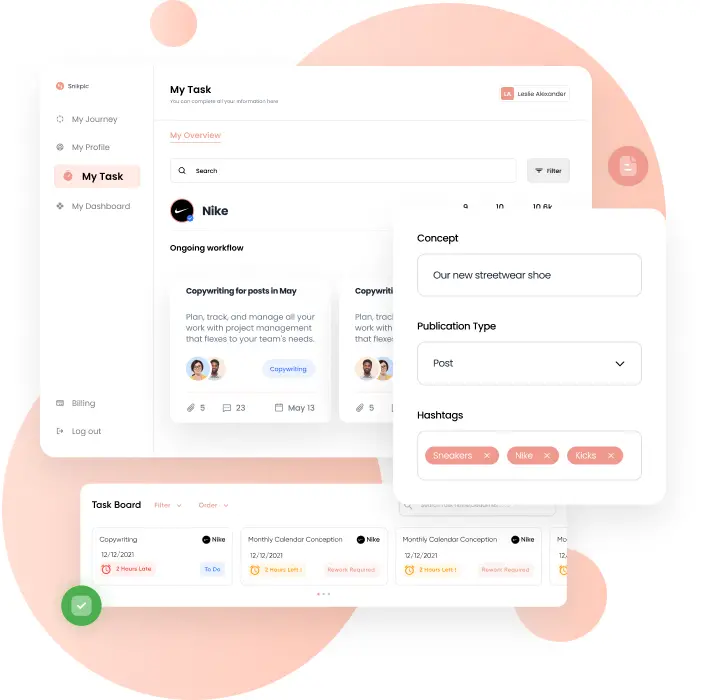 Snikpic
My Journey
My Profile
My Task
My Dashboard
Billing
Log out
My Task
You can complete all your information here
LA Leslie Alexander
My Overview
Search
Filter
Nike
9 10 10.6k
Ongoing workflow
Copywriting for posts in May
Plan, track, and manage all your
work with project management
that flexes to your team's needs.
Copywriting
5 23 May 13
Copywriti
Plan, track
work with
that flexes
5
Concept
Our new streetwear shoe
Publication Type
Post
Hashtags
Sneakers × Nike × Kicks ×
Task Board
Filter
Order
Copywriting Nike
12/12/2021
2 Hours Late To Do
Monthly Calendar Conception Nike
12/12/2021
2 Hours Left ! Rework Required
Monthly Calendar Conception Nike
12/12/2021
2 Hours Left ! Rework Required
Mo
12/